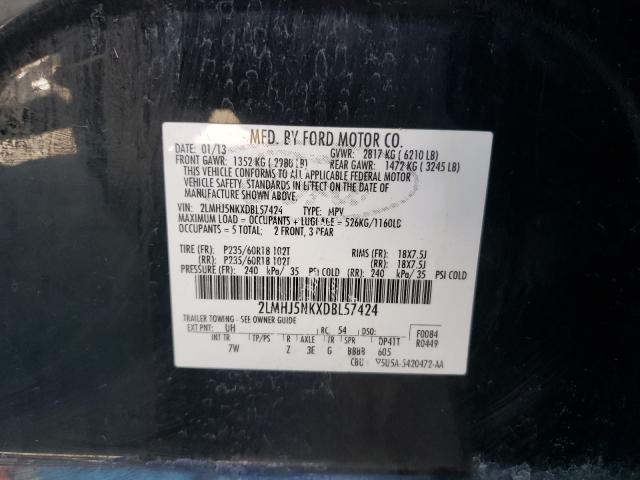 MFD. BY FORD MOTOR CO.
DATE: 01/13 GVWR: 2817 KG ( 6210 LB)
FRONT GAWR: 1352 KG ( 2980 LB) REAR GAWR: 1472 KG ( 3245 LB)
THIS VEHICLE CONFORMS TO ALL APPLICABLE FEDERAL MOTOR
VEHICLE SAFETY STANDARDS IN EFFECT ON THE DATE OF
MANUFACTURE SHOWN ABOVE.
VIN: 2LMHJ5NKXDBL57424 TYPE: MPV
MAXIMUM LOAD = OCCUPANTS + LUGGAGE = 526KG/1160LB
OCCUPANTS = 5 TOTAL: 2 FRONT, 3 REAR
TIRE (FR): P235/60R18 102T RIMS (FR): 18X7.5J
(RR): P235/60R18 102T (RR): 18X7.5J
PRESSURE (FR): 240 kPa/ 35 PSI COLD (RR): 240 kPa/ 35 PSI COLD
2LMHJ5NKXDBL57424
TRAILER TOWING - SEE OWNER GUIDE
EXT PNT: UH RC: 54 DSO: F0084
INT TR TP/PS R AXLE TR SPR DP41T R0449
7W Z 3E G BBBB 605
5U5A-5420472-AA